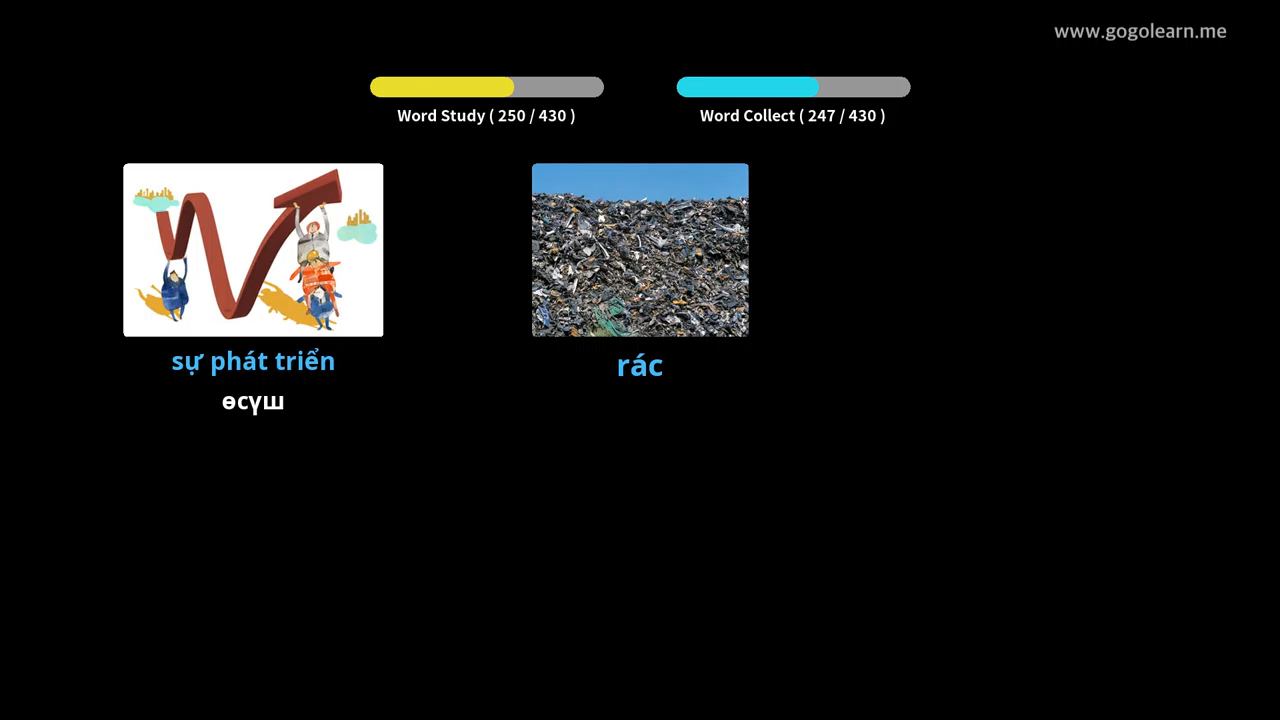 www.gogolearn.me
Word Study ( 250 / 430 )
Word Collect ( 247 / 430 )
sự phát triển
өсүш
rác